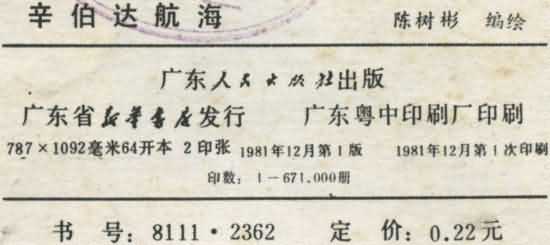 辛伯达航海 陈树彬 编绘
广东人民出版社出版
广东省新华书店发行 广东粤中印刷厂印刷
787×1092毫米64开本 2印张 1981年12月第1版 1981年12月第1次印刷
印数：1—671,000册
书 号：8111·2362 定 价：0.22元